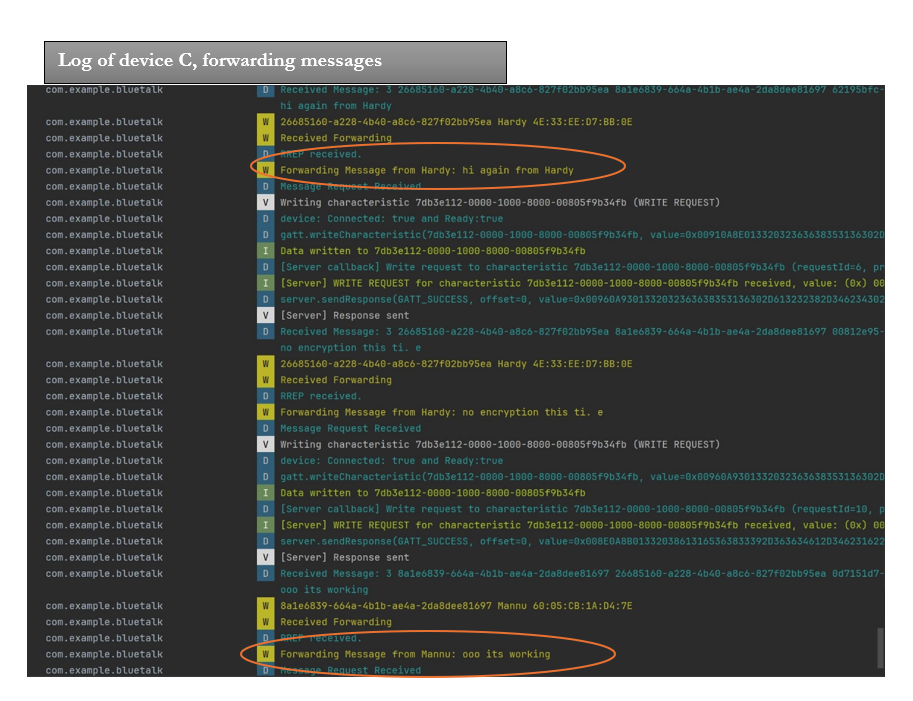 Log of device C, forwarding messages
com.example.bluetalk D Received Message: 3 26685160-a228-4b40-a8c6-827f02bb95ea 8a1e6839-664a-4b1b-ae4a-2da8dee81697 62195bfc-
hi again from Hardy
com.example.bluetalk W 26685160-a228-4b40-a8c6-827f02bb95ea Hardy 4E:33:EE:D7:BB:0E
com.example.bluetalk W Received Forwarding
com.example.bluetalk D RREP received.
com.example.bluetalk W Forwarding Message from Hardy: hi again from Hardy
com.example.bluetalk D Message Request Received
com.example.bluetalk V Writing characteristic 7db3e112-0000-1000-8000-00805f9b34fb (WRITE REQUEST)
com.example.bluetalk D device: Connected: true and Ready:true
com.example.bluetalk D gatt.writeCharacteristic(7db3e112-0000-1000-8000-00805f9b34fb, value=0x00910A8E01332032363638353136302D
com.example.bluetalk I Data written to 7db3e112-0000-1000-8000-00805f9b34fb
com.example.bluetalk D [Server callback] Write request to characteristic 7db3e112-0000-1000-8000-00805f9b34fb (requestId=6, pr
com.example.bluetalk I [Server] WRITE REQUEST for characteristic 7db3e112-0000-1000-8000-00805f9b34fb received, value: (0x) 00
com.example.bluetalk D server.sendResponse(GATT_SUCCESS, offset=0, value=0x00960A9301332032363638353136302D613232382D346234302
com.example.bluetalk V [Server] Response sent
com.example.bluetalk D Received Message: 3 26685160-a228-4b40-a8c6-827f02bb95ea 8a1e6839-664a-4b1b-ae4a-2da8dee81697 00812e95-
no encryption this ti. e
com.example.bluetalk W 26685160-a228-4b40-a8c6-827f02bb95ea Hardy 4E:33:EE:D7:BB:0E
com.example.bluetalk W Received Forwarding
com.example.bluetalk D RREP received.
com.example.bluetalk W Forwarding Message from Hardy: no encryption this ti. e
com.example.bluetalk D Message Request Received
com.example.bluetalk V Writing characteristic 7db3e112-0000-1000-8000-00805f9b34fb (WRITE REQUEST)
com.example.bluetalk D device: Connected: true and Ready:true
com.example.bluetalk D gatt.writeCharacteristic(7db3e112-0000-1000-8000-00805f9b34fb, value=0x00960A9301332032363638353136302D
com.example.bluetalk I Data written to 7db3e112-0000-1000-8000-00805f9b34fb
com.example.bluetalk D [Server callback] Write request to characteristic 7db3e112-0000-1000-8000-00805f9b34fb (requestId=10, p
com.example.bluetalk I [Server] WRITE REQUEST for characteristic 7db3e112-0000-1000-8000-00805f9b34fb received, value: (0x) 00
com.example.bluetalk D server.sendResponse(GATT_SUCCESS, offset=0, value=0x008E0A8B01332038613165363833392D363634612D346231622
com.example.bluetalk V [Server] Response sent
com.example.bluetalk D Received Message: 3 8a1e6839-664a-4b1b-ae4a-2da8dee81697 26685160-a228-4b40-a8c6-827f02bb95ea 0d7151d7-
ooo its working
com.example.bluetalk W 8a1e6839-664a-4b1b-ae4a-2da8dee81697 Mannu 60:05:CB:1A:D4:7E
com.example.bluetalk W Received Forwarding
com.example.bluetalk D RREP received.
com.example.bluetalk W Forwarding Message from Mannu: ooo its working
com.example.bluetalk D Message Request Received